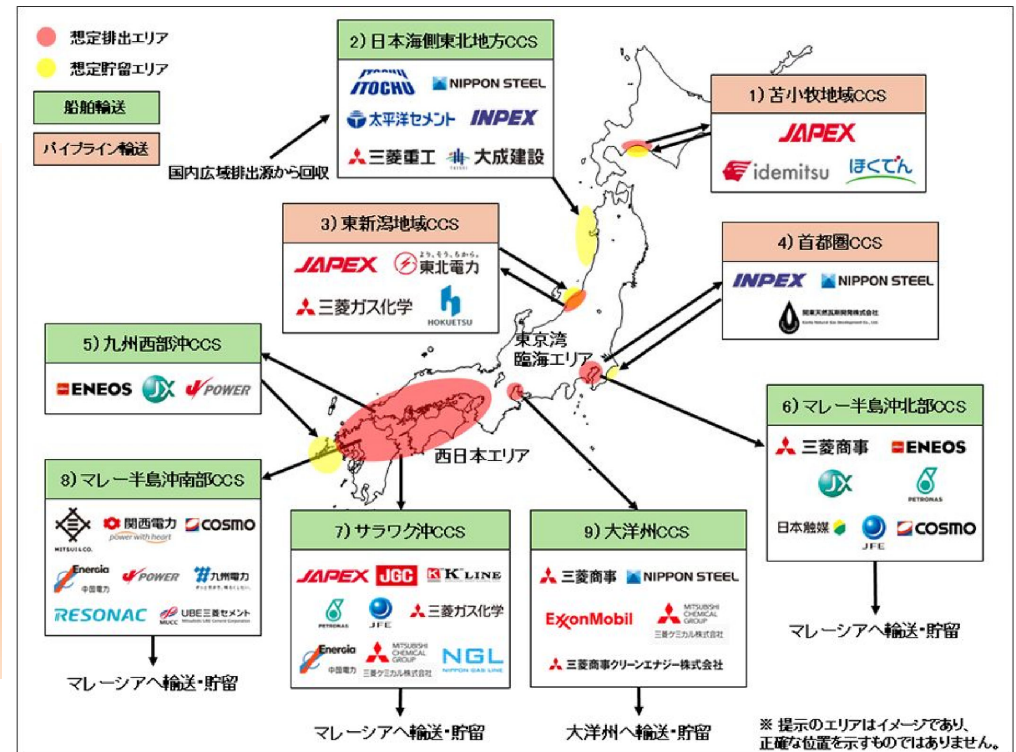 想定排出エリア
想定貯留エリア
船舶輸送
パイプライン輸送
国内広域排出源から回収
2) 日本海側東北地方CCS
ITOCHU
NIPPON STEEL
太平洋セメント
INPEX
三菱重工
大成建設
1) 苫小牧地域CCS
JAPEX
idemitsu
ほくでん
3) 東新潟地域CCS
JAPEX
より、そう、ちから。
東北電力
三菱ガス化学
HOKUETSU
4) 首都圏CCS
INPEX
NIPPON STEEL
関東天然瓦斯開発株式会社
東京湾
臨海エリア
5) 九州西部沖CCS
ENEOS
JX
J-POWER
西日本エリア
6) マレー半島沖北部CCS
三菱商事
ENEOS
JX
PETRONAS
日本触媒
JFE
COSMO
マレーシアへ輸送・貯留
8) マレー半島沖南部CCS
MITSUI & CO.
関西電力
power with heart
COSMO
Energia
中国電力
J-POWER
九州電力
RESONAC
MUCC
UBE三菱セメント
Mitsubishi UBE Cement Corporation
マレーシアへ輸送・貯留
7) サラワク沖CCS
JAPEX
JGC
"K" LINE
PETRONAS
JFE
三菱ガス化学
Energia
中国電力
MITSUBISHI
CHEMICAL
GROUP
三菱ケミカル株式会社
NGL
NIPPON GAS LINE
マレーシアへ輸送・貯留
9) 大洋州CCS
三菱商事
NIPPON STEEL
ExxonMobil
MITSUBISHI
CHEMICAL
GROUP
三菱ケミカル株式会社
三菱商事クリーンエナジー株式会社
大洋州へ輸送・貯留
※ 提示のエリアはイメージであり、
正確な位置を示すものではありません。